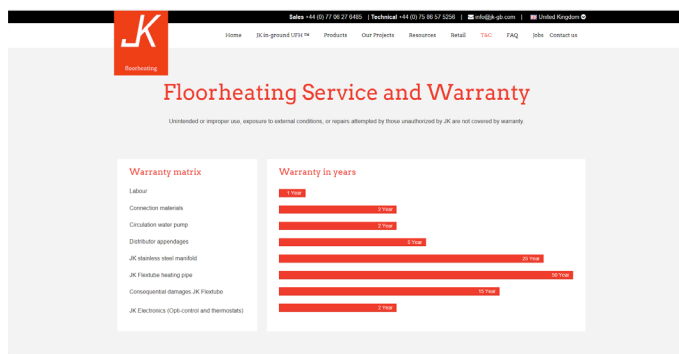 Sales +44 (0) 77 06 27 6465 | Technical +44 (0) 75 86 57 5256 | info@jk-gb.com | United Kingdom
JK
floorheating
Home JK in-ground UFH ™ Products Our Projects Resources Retail T&C FAQ Jobs Contact us
Floorheating Service and Warranty
Unintended or improper use, exposure to external conditions, or repairs attempted by those unauthorized by JK are not covered by warranty.
Warranty matrix
Labour
Connection materials
Circulation water pump
Distributor appendages
JK stainless steel manifold
JK Flextube heating pipe
Consequential damages JK Flextube
JK Electronics (Opti-control and thermostats)
Warranty in years
1 Year
2 Year
2 Year
5 Year
25 Year
50 Year
15 Year
2 Year